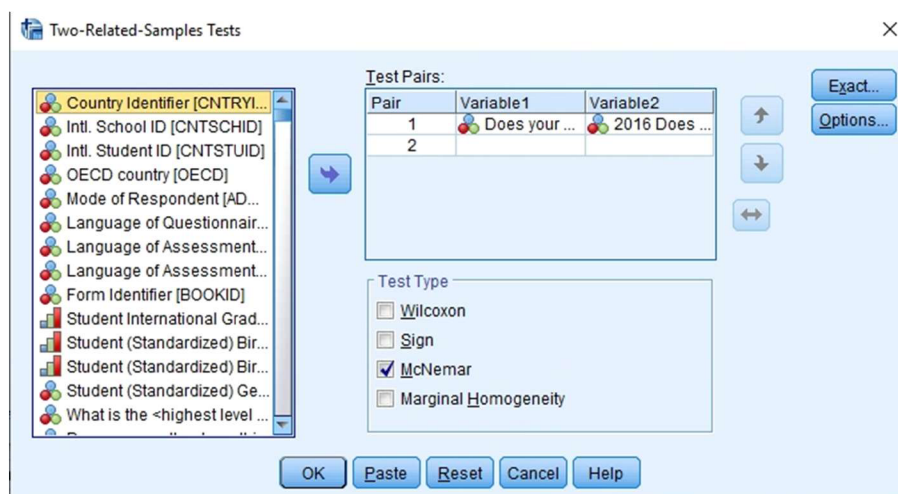 Two-Related-Samples Tests
Country Identifier [CNTRYI...
Intl. School ID [CNTSCHID]
Intl. Student ID [CNTSTUID]
OECD country [OECD]
Mode of Respondent [AD...
Language of Questionnair...
Language of Assessment...
Language of Assessment...
Form Identifier [BOOKID]
Student International Grad...
Student (Standardized) Bir...
Student (Standardized) Bir...
Student (Standardized) Ge...
What is the <highest level ...
Test Pairs:
Pair Variable1 Variable2
1 Does your ... 2016 Does ...
2
Exact...
Options...
Test Type
Wilcoxon
Sign
McNemar
Marginal Homogeneity
OK Paste Reset Cancel Help